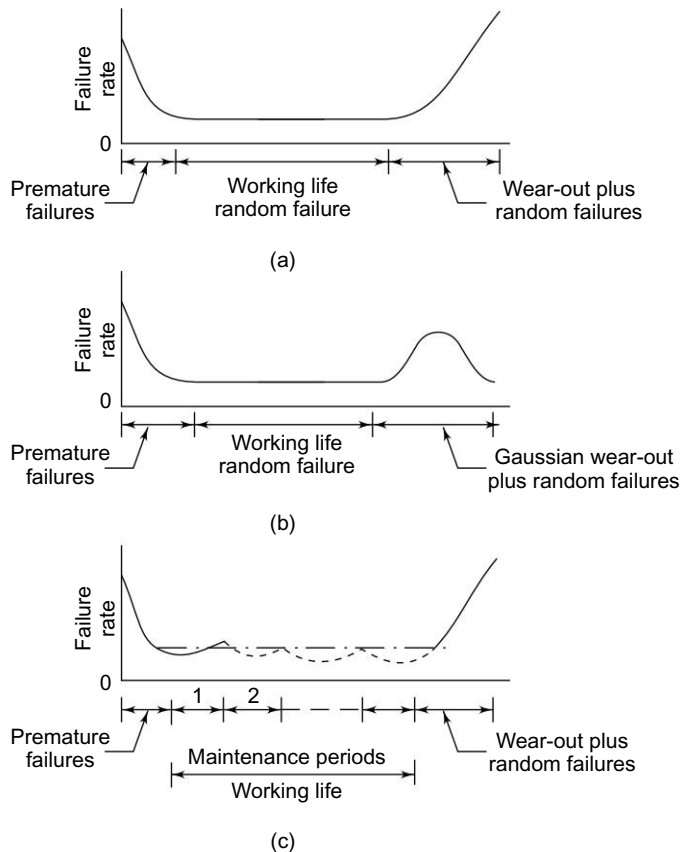 Failure
rate
0
Premature
failures
Working life
random failure
Wear-out plus
random failures
(a)
Failure
rate
0
Premature
failures
Working life
random failure
Gaussian wear-out
plus random failures
(b)
Failure
rate
0
1
2
Premature
failures
Maintenance periods
Working life
Wear-out plus
random failures
(c)